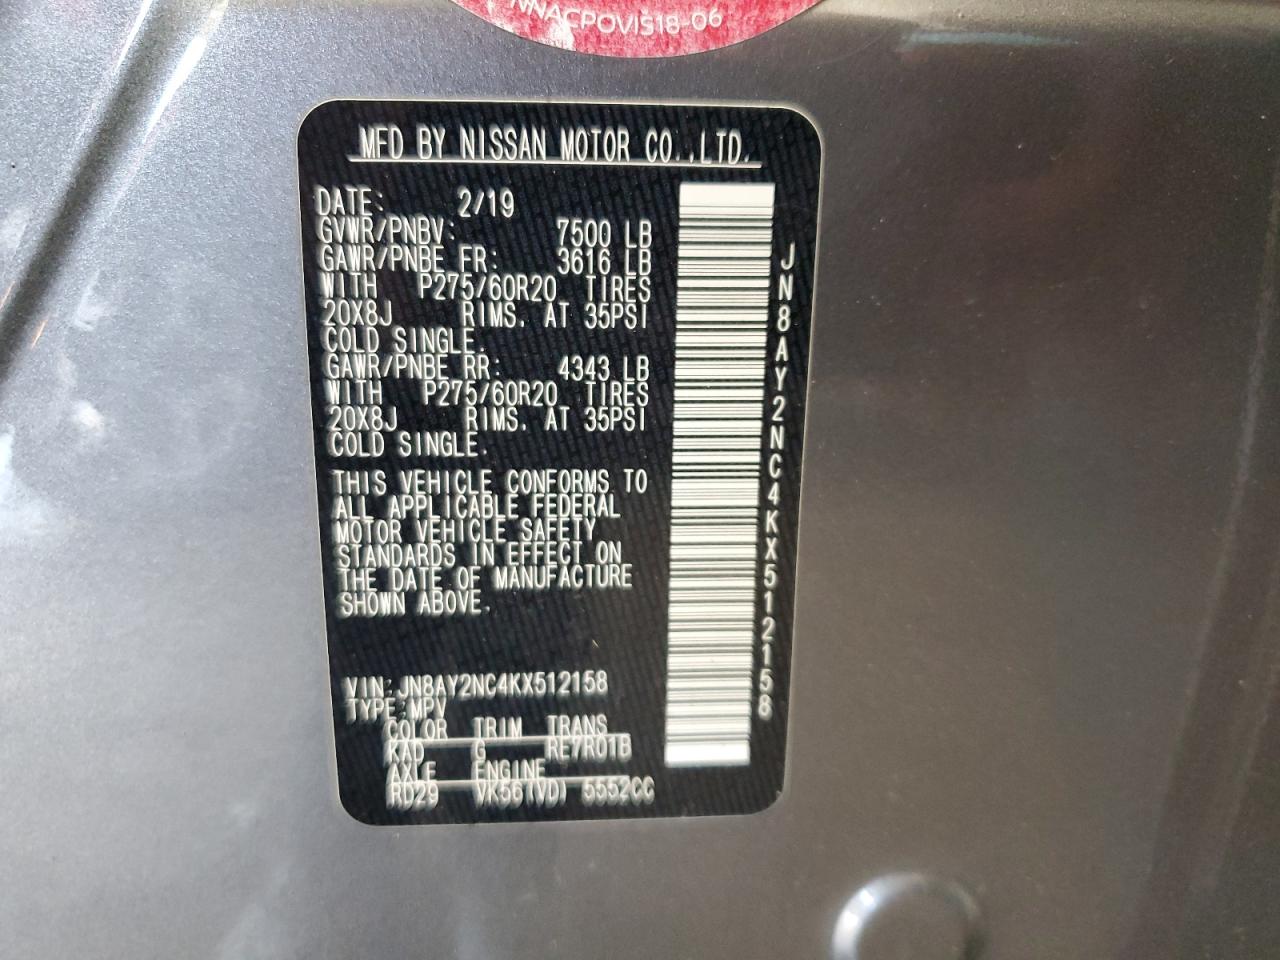 NNACPOVIS18-06
MFD BY NISSAN MOTOR CO.,LTD.
DATE: 2/19
GVWR/PNBV: 7500 LB
GAWR/PNBE FR: 3616 LB
WITH P275/60R20 TIRES
20X8J RIMS. AT 35PSI
COLD SINGLE.
GAWR/PNBE RR: 4343 LB
WITH P275/60R20 TIRES
20X8J RIMS. AT 35PSI
COLD SINGLE.
THIS VEHICLE CONFORMS TO
ALL APPLICABLE FEDERAL
MOTOR VEHICLE SAFETY
STANDARDS IN EFFECT ON
THE DATE OF MANUFACTURE
SHOWN ABOVE.
VIN:JN8AY2NC4KX512158
TYPE:MPV
COLOR TRIM TRANS
KAD G RE7R01B
AXLE ENGINE
RD29 VK56(VD) 5552CC
JN8AY2NC4KX512158